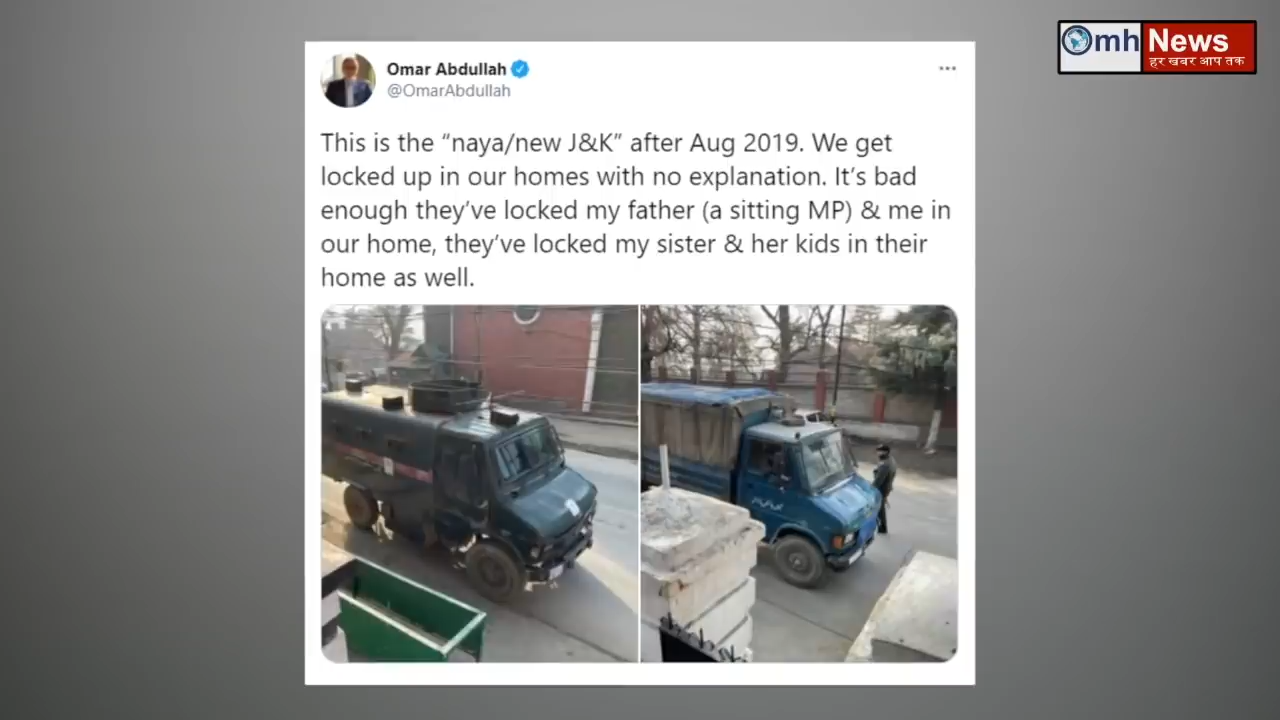 Omh News
हर खबर आप तक
Omar Abdullah
@OmarAbdullah
This is the “naya/new J&K” after Aug 2019. We get
locked up in our homes with no explanation. It’s bad
enough they’ve locked my father (a sitting MP) & me in
our home, they’ve locked my sister & her kids in their
home as well.